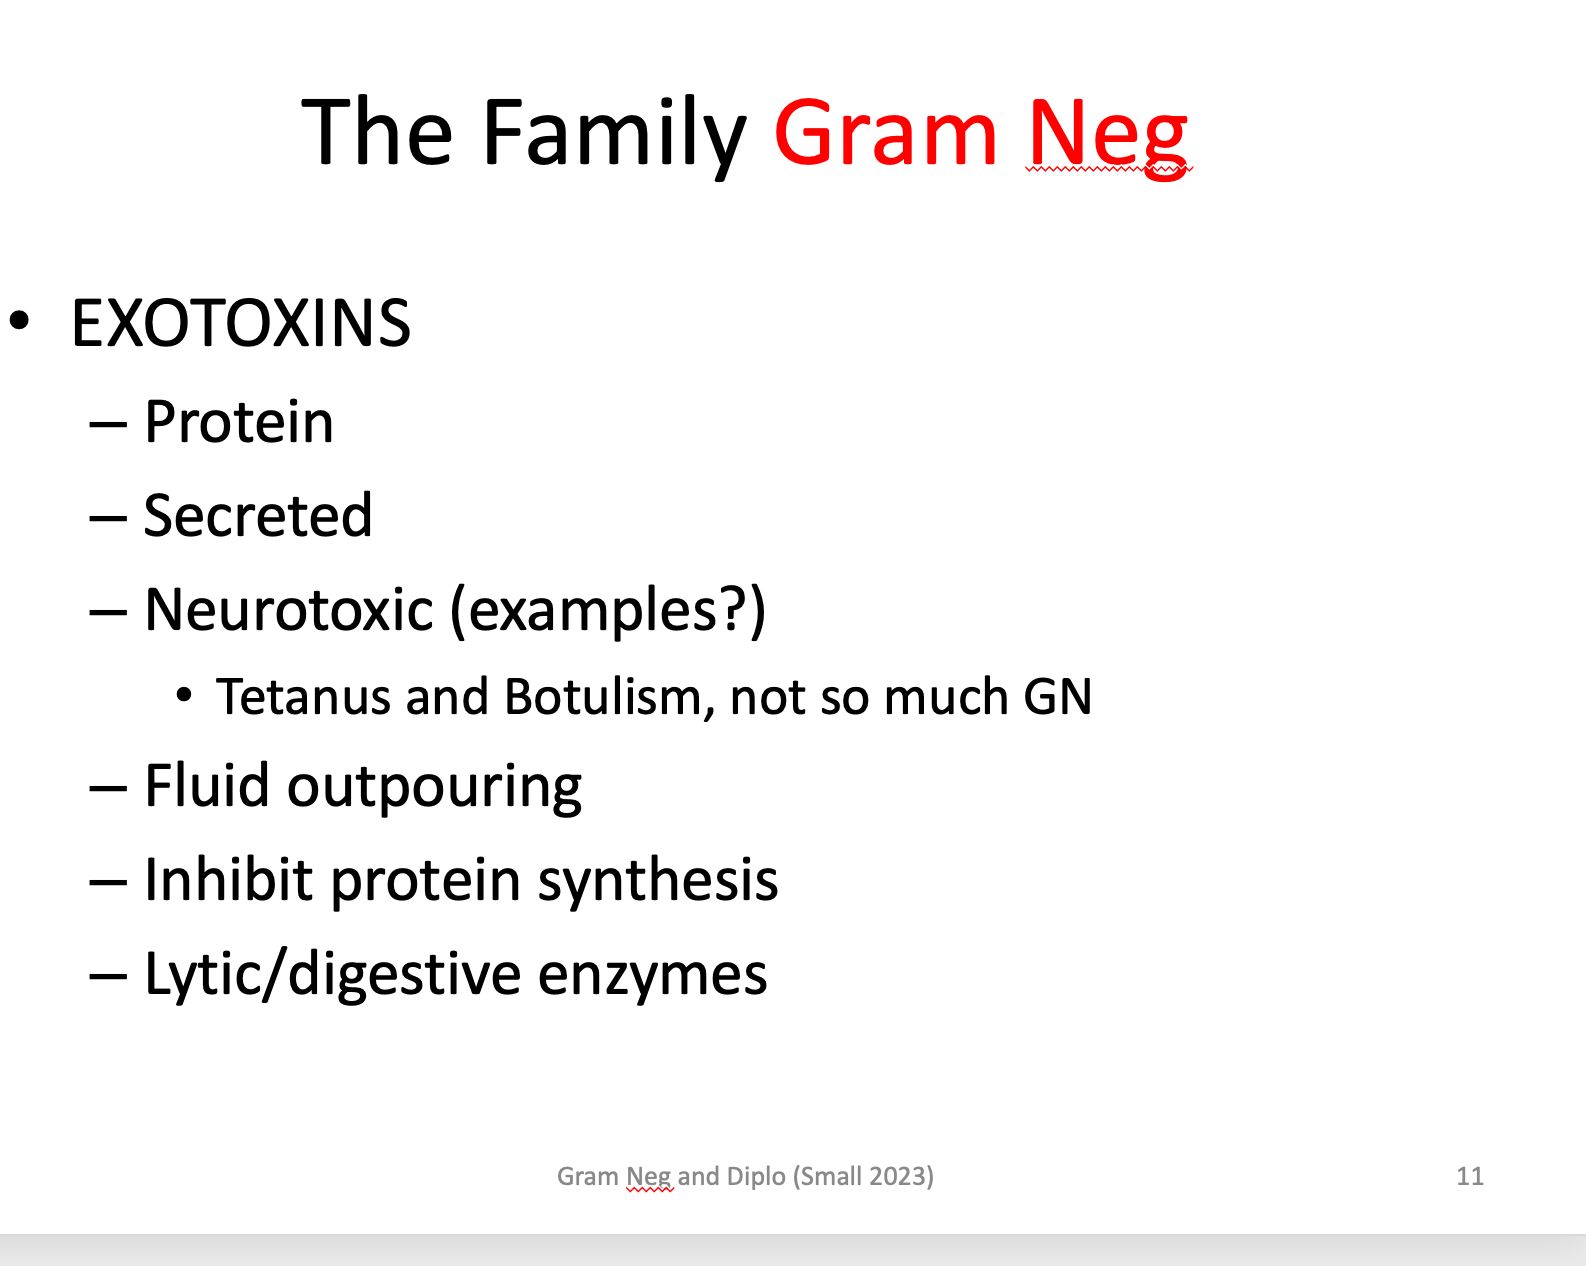 The Family Gram Neg
• EXOTOXINS
– Protein
– Secreted
– Neurotoxic (examples?)
• Tetanus and Botulism, not so much GN
– Fluid outpouring
– Inhibit protein synthesis
– Lytic/digestive enzymes
Gram Neg and Diplo (Small 2023)
11